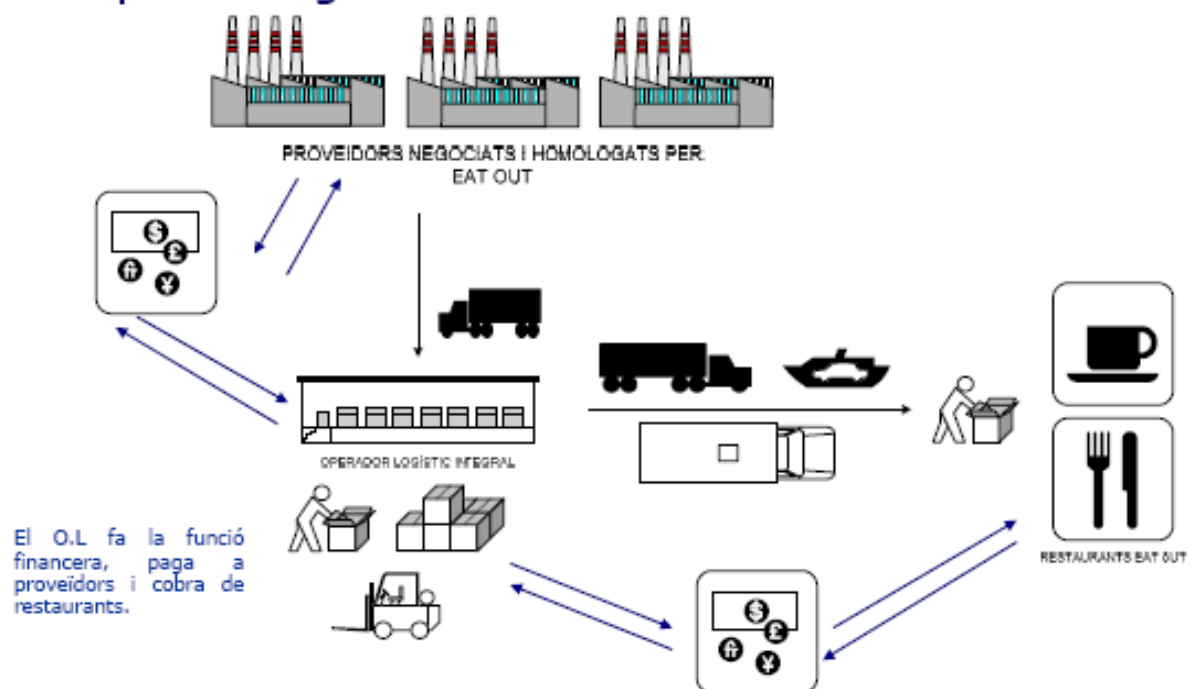 PROVEIDORS NEGOCIATS I HOMOLOGATS PER:
EAT OUT
$
£
¥
OPERADOR LOGÍSTIC INTEGRAL
El O.L fa la funció
financera, paga a
proveïdors i cobra de
restaurants.
RESTAURANTS EAT OUT
$
£
¥